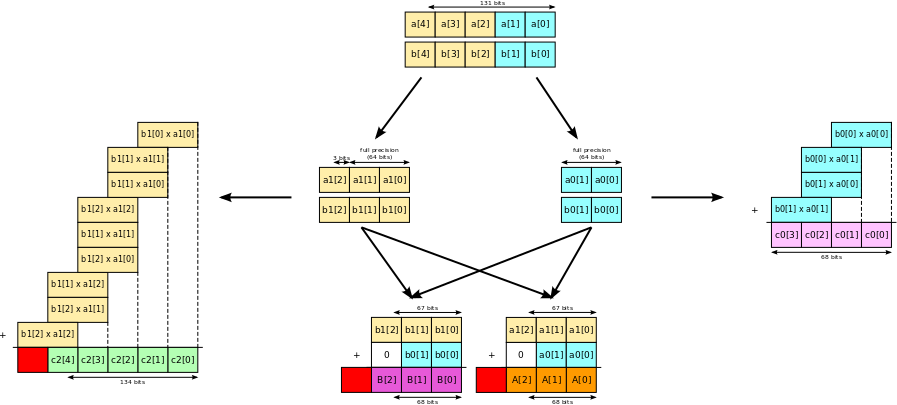 131 bits
a[4] a[3] a[2] a[1] a[0]
b[4] b[3] b[2] b[1] b[0]
b1[0] x a1[0]
b1[1] x a1[1]
b1[1] x a1[0]
b1[2] x a1[2]
b1[1] x a1[1]
b1[2] x a1[0]
b1[1] x a1[2]
b1[2] x a1[1]
+ b1[2] x a1[2]
c2[4] c2[3] c2[2] c2[1] c2[0]
134 bits
full precision
3 bits (64 bits)
a1[2] a1[1] a1[0]
b1[2] b1[1] b1[0]
full precision
(64 bits)
a0[1] a0[0]
b0[1] b0[0]
b0[0] x a0[0]
b0[0] x a0[1]
b0[1] x a0[0]
+ b0[1] x a0[1]
c0[3] c0[2] c0[1] c0[0]
68 bits
67 bits
b1[2] b1[1] b1[0]
+ 0 b0[1] b0[0]
B[2] B[1] B[0]
68 bits
67 bits
a1[2] a1[1] a1[0]
+ 0 a0[1] a0[0]
A[2] A[1] A[0]
68 bits